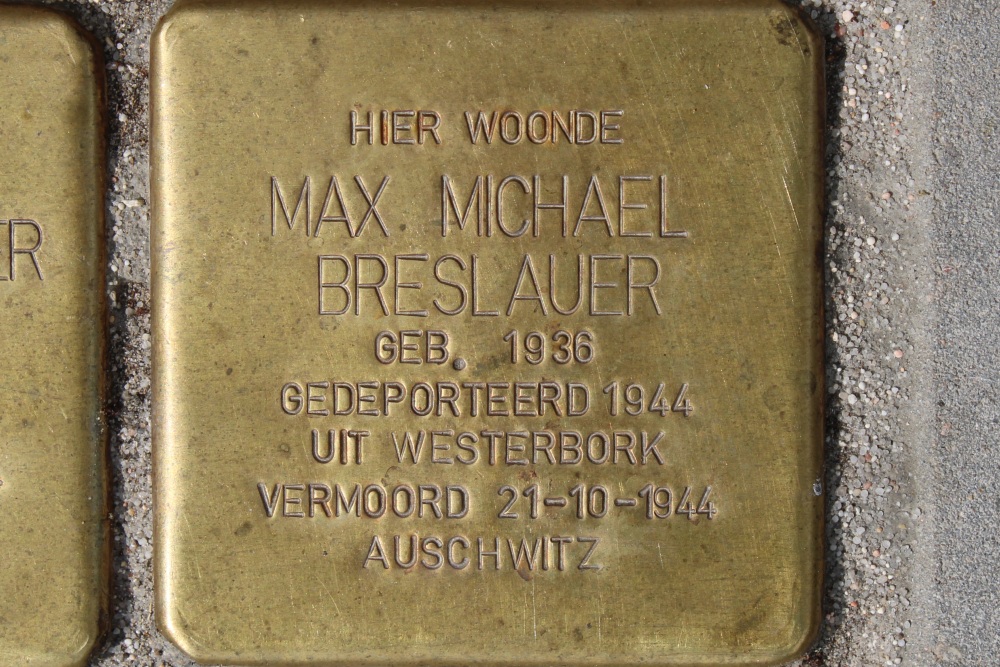 HIER WOONDE
MAX MICHAEL
BRESLAUER
GEB. 1936
GEDEPORTEERD 1944
UIT WESTERBORK
VERMOORD 21-10-1944
AUSCHWITZ